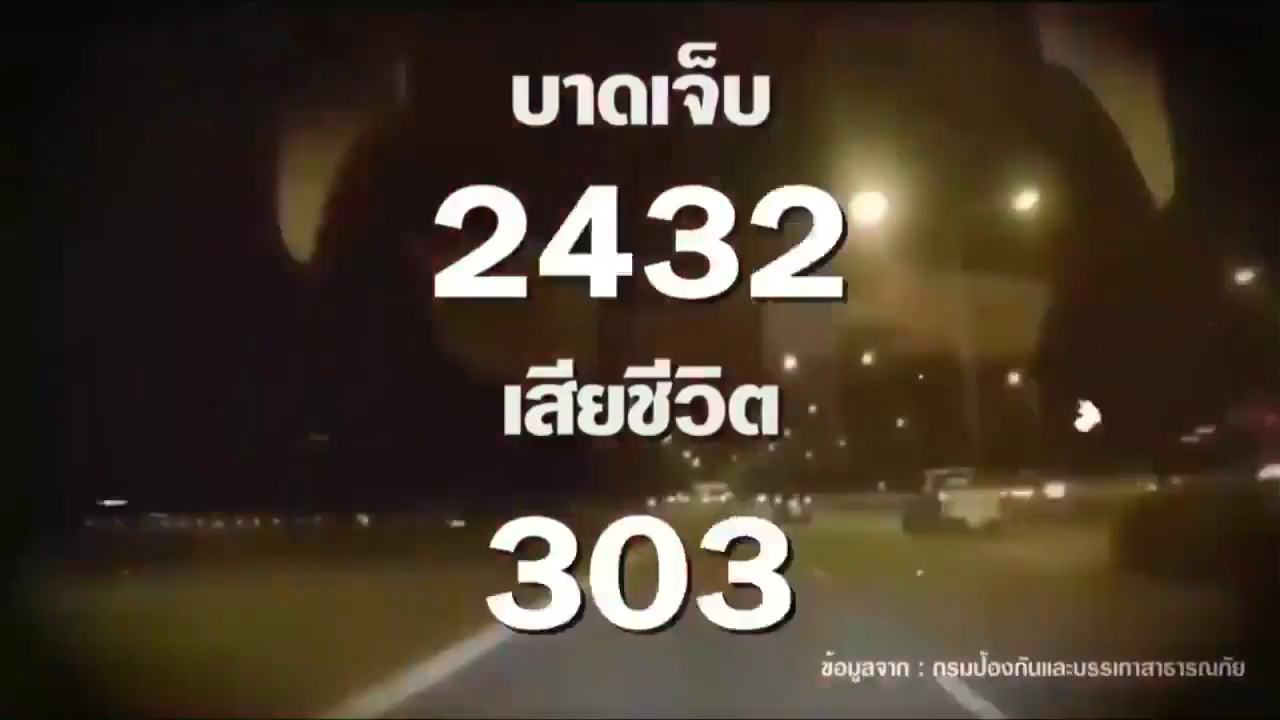 บาดเจ็บ
2432
เสียชีวิต
303
ข้อมูลจาก : กรมป้องกันและบรรเทาสาธารณภัย